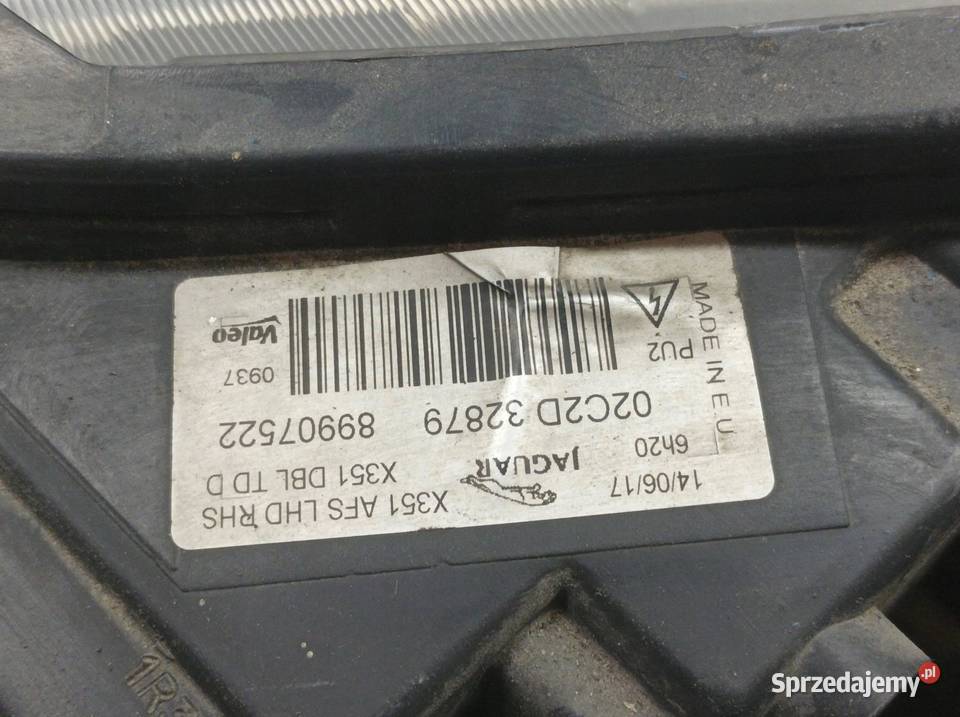 14/06/17
6h20
JAGUAR
X351 AFS LHD RHS
X351 DBL TD D
02C2D 32879
89907522
MADE IN E.U
PU2
0937
Valeo
Sprzedajemy.pl